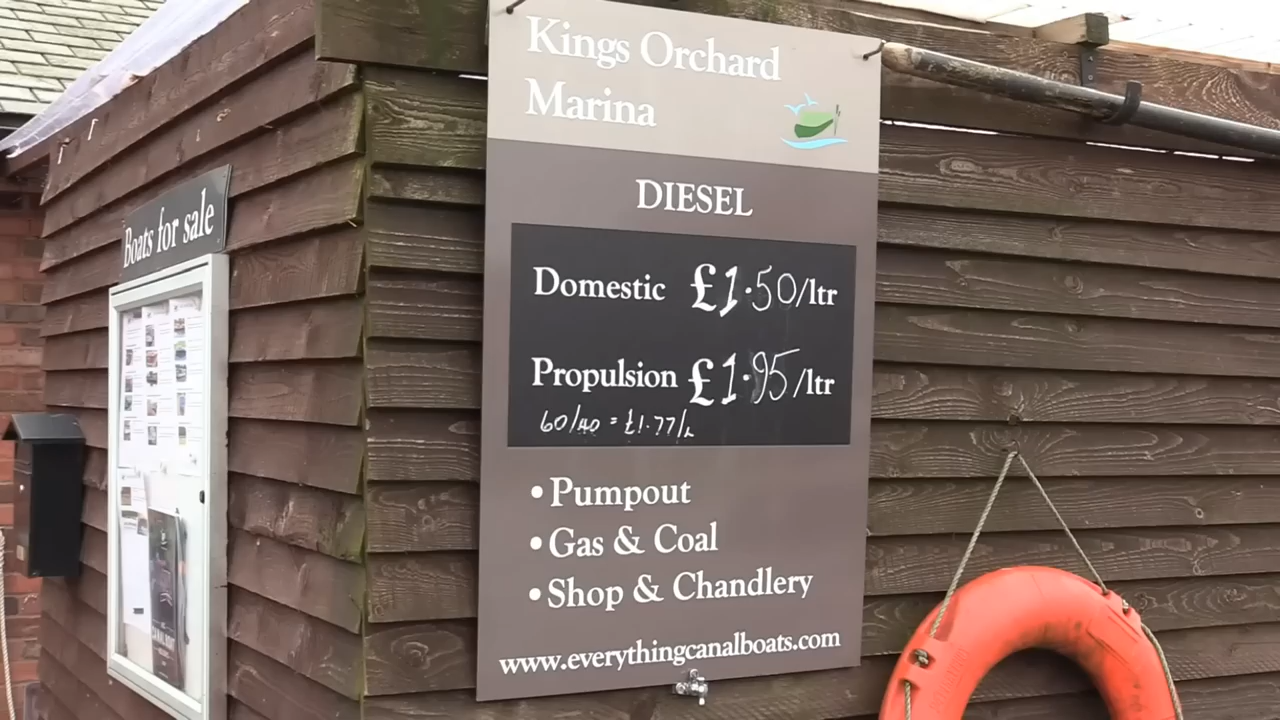 Kings Orchard
Marina
DIESEL
Domestic £1.50/ltr
Propulsion £1.95/ltr
60/40 = £1.77/L
• Pumpout
• Gas & Coal
• Shop & Chandlery
www.everythingcanalboats.com
Boats for sale